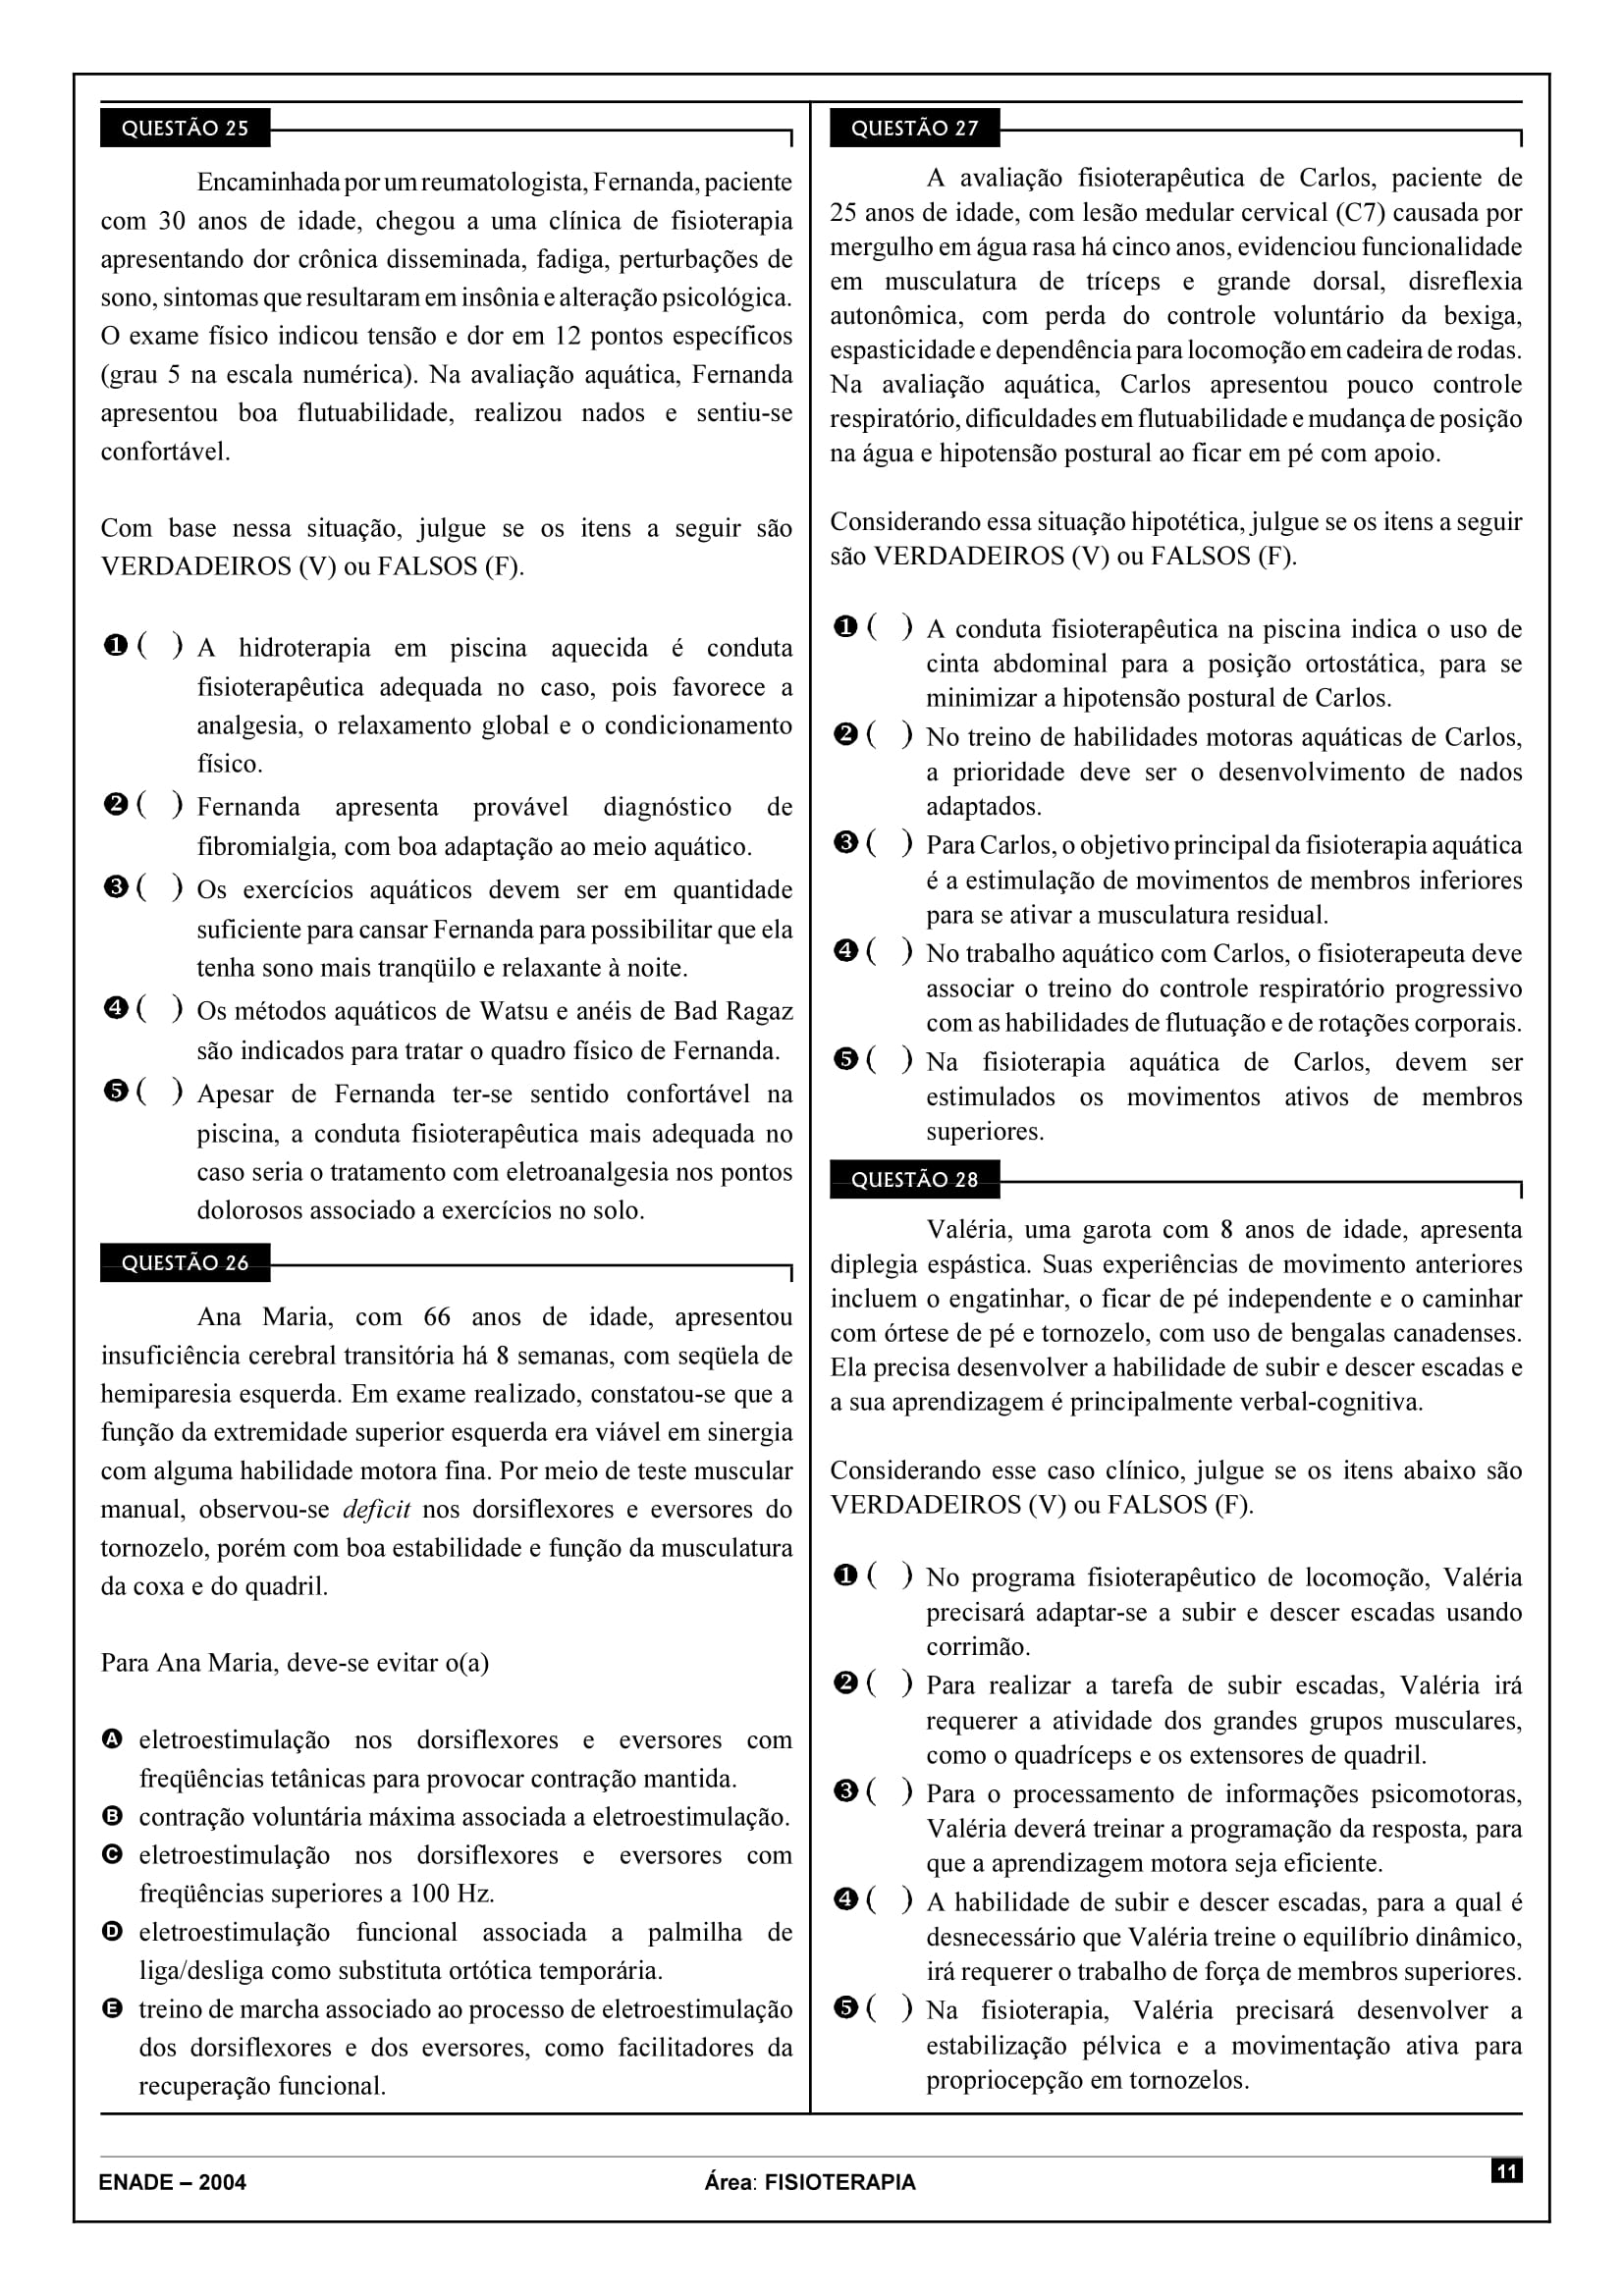 QUESTÃO 25
Encaminhada por um reumatologista, Fernanda, paciente
com 30 anos de idade, chegou a uma clínica de fisioterapia
apresentando dor crônica disseminada, fadiga, perturbações de
sono, sintomas que resultaram em insônia e alteração psicológica.
O exame físico indicou tensão e dor em 12 pontos específicos
(grau 5 na escala numérica). Na avaliação aquática, Fernanda
apresentou boa flutuabilidade, realizou nados e sentiu-se
confortável.
Com base nessa situação, julgue se os itens a seguir são
VERDADEIROS (V) ou FALSOS (F).
❶ ( ) A hidroterapia em piscina aquecida é conduta
fisioterapêutica adequada no caso, pois favorece a
analgesia, o relaxamento global e o condicionamento
físico.
❷ ( ) Fernanda apresenta provável diagnóstico de
fibromialgia, com boa adaptação ao meio aquático.
❸ ( ) Os exercícios aquáticos devem ser em quantidade
suficiente para cansar Fernanda para possibilitar que ela
tenha sono mais tranqüilo e relaxante à noite.
❹ ( ) Os métodos aquáticos de Watsu e anéis de Bad Ragaz
são indicados para tratar o quadro físico de Fernanda.
❺ ( ) Apesar de Fernanda ter-se sentido confortável na
piscina, a conduta fisioterapêutica mais adequada no
caso seria o tratamento com eletroanalgesia nos pontos
dolorosos associado a exercícios no solo.
QUESTÃO 26
Ana Maria, com 66 anos de idade, apresentou
insuficiência cerebral transitória há 8 semanas, com seqüela de
hemiparesia esquerda. Em exame realizado, constatou-se que a
função da extremidade superior esquerda era viável em sinergia
com alguma habilidade motora fina. Por meio de teste muscular
manual, observou-se deficit nos dorsiflexores e eversores do
tornozelo, porém com boa estabilidade e função da musculatura
da coxa e do quadril.
Para Ana Maria, deve-se evitar o(a)
A eletroestimulação nos dorsiflexores e eversores com
freqüências tetânicas para provocar contração mantida.
B contração voluntária máxima associada a eletroestimulação.
C eletroestimulação nos dorsiflexores e eversores com
freqüências superiores a 100 Hz.
D eletroestimulação funcional associada a palmilha de
liga/desliga como substituta ortótica temporária.
E treino de marcha associado ao processo de eletroestimulação
dos dorsiflexores e dos eversores, como facilitadores da
recuperação funcional.
QUESTÃO 27
A avaliação fisioterapêutica de Carlos, paciente de
25 anos de idade, com lesão medular cervical (C7) causada por
mergulho em água rasa há cinco anos, evidenciou funcionalidade
em musculatura de tríceps e grande dorsal, disreflexia
autonômica, com perda do controle voluntário da bexiga,
espasticidade e dependência para locomoção em cadeira de rodas.
Na avaliação aquática, Carlos apresentou pouco controle
respiratório, dificuldades em flutuabilidade e mudança de posição
na água e hipotensão postural ao ficar em pé com apoio.
Considerando essa situação hipotética, julgue se os itens a seguir
são VERDADEIROS (V) ou FALSOS (F).
❶ ( ) A conduta fisioterapêutica na piscina indica o uso de
cinta abdominal para a posição ortostática, para se
minimizar a hipotensão postural de Carlos.
❷ ( ) No treino de habilidades motoras aquáticas de Carlos,
a prioridade deve ser o desenvolvimento de nados
adaptados.
❸ ( ) Para Carlos, o objetivo principal da fisioterapia aquática
é a estimulação de movimentos de membros inferiores
para se ativar a musculatura residual.
❹ ( ) No trabalho aquático com Carlos, o fisioterapeuta deve
associar o treino do controle respiratório progressivo
com as habilidades de flutuação e de rotações corporais.
❺ ( ) Na fisioterapia aquática de Carlos, devem ser
estimulados os movimentos ativos de membros
superiores.
QUESTÃO 28
Valéria, uma garota com 8 anos de idade, apresenta
diplegia espástica. Suas experiências de movimento anteriores
incluem o engatinhar, o ficar de pé independente e o caminhar
com órtese de pé e tornozelo, com uso de bengalas canadenses.
Ela precisa desenvolver a habilidade de subir e descer escadas e
a sua aprendizagem é principalmente verbal-cognitiva.
Considerando esse caso clínico, julgue se os itens abaixo são
VERDADEIROS (V) ou FALSOS (F).
❶ ( ) No programa fisioterapêutico de locomoção, Valéria
precisará adaptar-se a subir e descer escadas usando
corrimão.
❷ ( ) Para realizar a tarefa de subir escadas, Valéria irá
requerer a atividade dos grandes grupos musculares,
como o quadríceps e os extensores de quadril.
❸ ( ) Para o processamento de informações psicomotoras,
Valéria deverá treinar a programação da resposta, para
que a aprendizagem motora seja eficiente.
❹ ( ) A habilidade de subir e descer escadas, para a qual é
desnecessário que Valéria treine o equilíbrio dinâmico,
irá requerer o trabalho de força de membros superiores.
❺ ( ) Na fisioterapia, Valéria precisará desenvolver a
estabilização pélvica e a movimentação ativa para
propriocepção em tornozelos.
ENADE – 2004
Área: FISIOTERAPIA
11